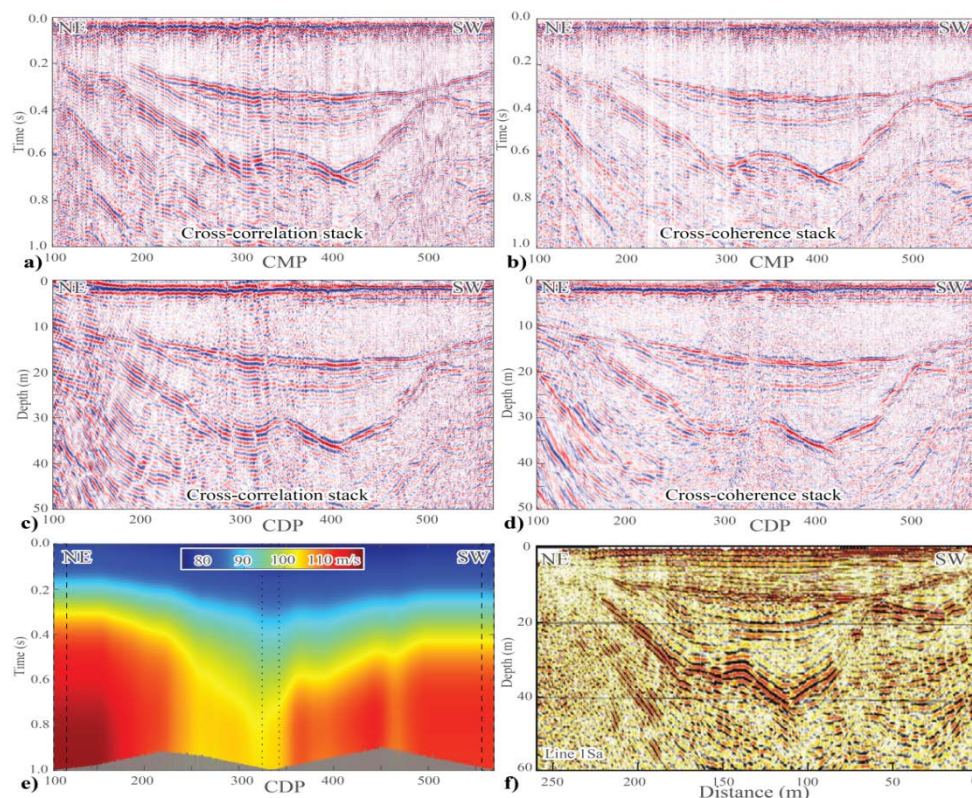 0.0 NE SW
0.2
0.4
0.6
0.8
1.0
Time (s)
Cross-correlation stack
100 200 300 400 500
a) CMP
0.0 NE SW
0.2
0.4
0.6
0.8
1.0
Time (s)
Cross-coherence stack
100 200 300 400 500
b) CMP
0 NE SW
10
20
30
40
50
Depth (m)
Cross-correlation stack
100 200 300 400 500
c) CDP
0 NE SW
10
20
30
40
50
Depth (m)
Cross-coherence stack
100 200 300 400 500
d) CDP
0.0 NE SW
80 90 100 110 m/s
0.2
0.4
0.6
0.8
1.0
Time (s)
100 200 300 400 500
e) CDP
0 NE SW
20
40
60
Depth (m)
Line 1Sa
250 200 150 100 50
f) Distance (m)